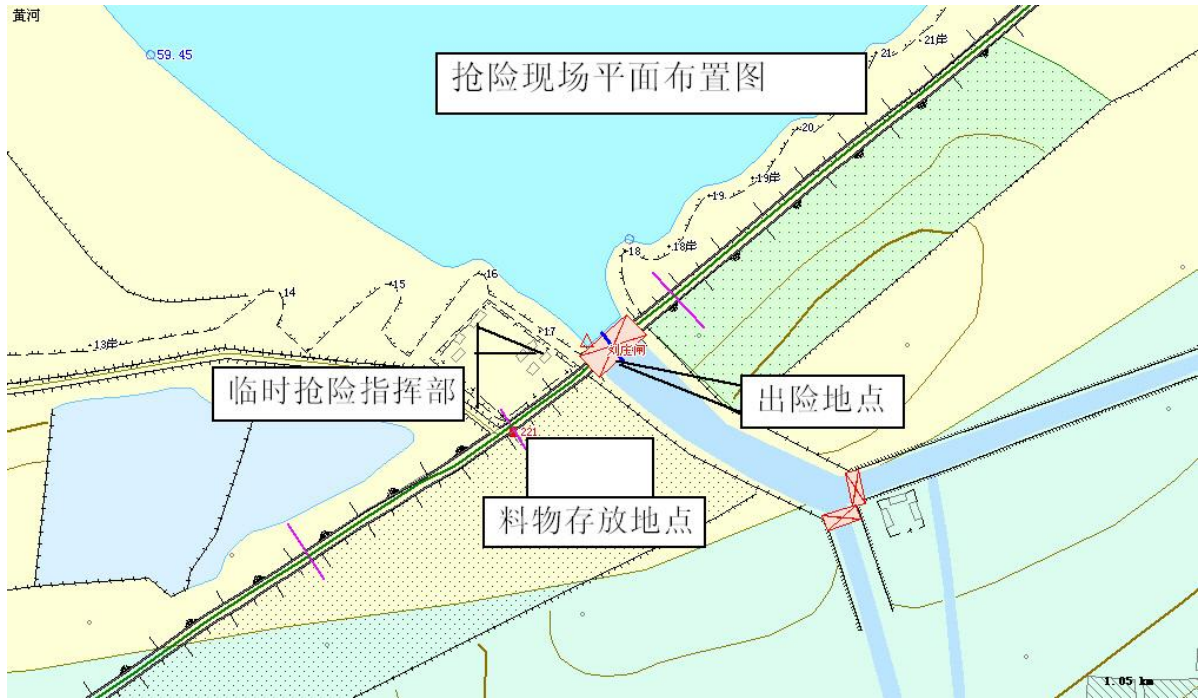 黄河
59.45
抢险现场平面布置图
21
21岸
20
19岸
19
18岸
18
16
15
14
17
13岸
刘庄闸
临时抢险指挥部
出险地点
221
料物存放地点
1.05 km